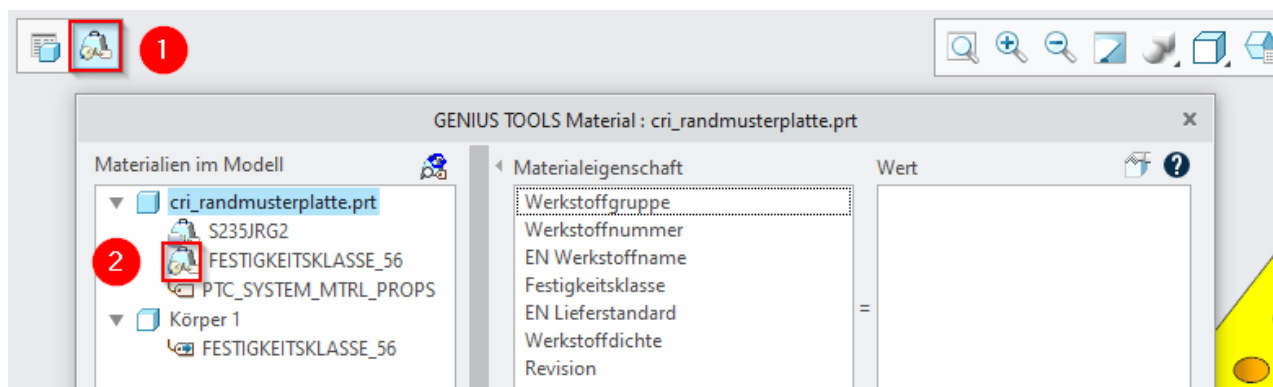 1
GENIUS TOOLS Material : cri_randmusterplatte.prt
Materialien im Modell
Materialeigenschaft
Wert
cri_randmusterplatte.prt
S235JRG2
2
FESTIGKEITSKLASSE_56
PTC_SYSTEM_MTRL_PROPS
Körper 1
FESTIGKEITSKLASSE_56
Werkstoffgruppe
Werkstoffnummer
EN Werkstoffname
Festigkeitsklasse
EN Lieferstandard
Werkstoffdichte
Revision
=